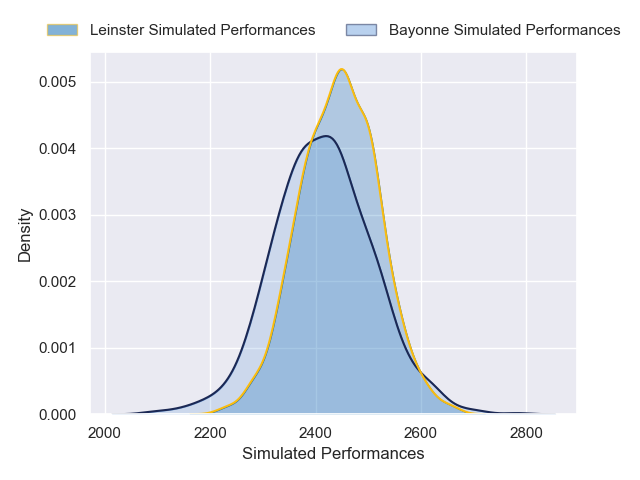 Leinster Simulated Performances Bayonne Simulated Performances
0.005
0.004
0.003
0.002
0.001
0.000
Density
2000 2200 2400 2600 2800
Simulated Performances